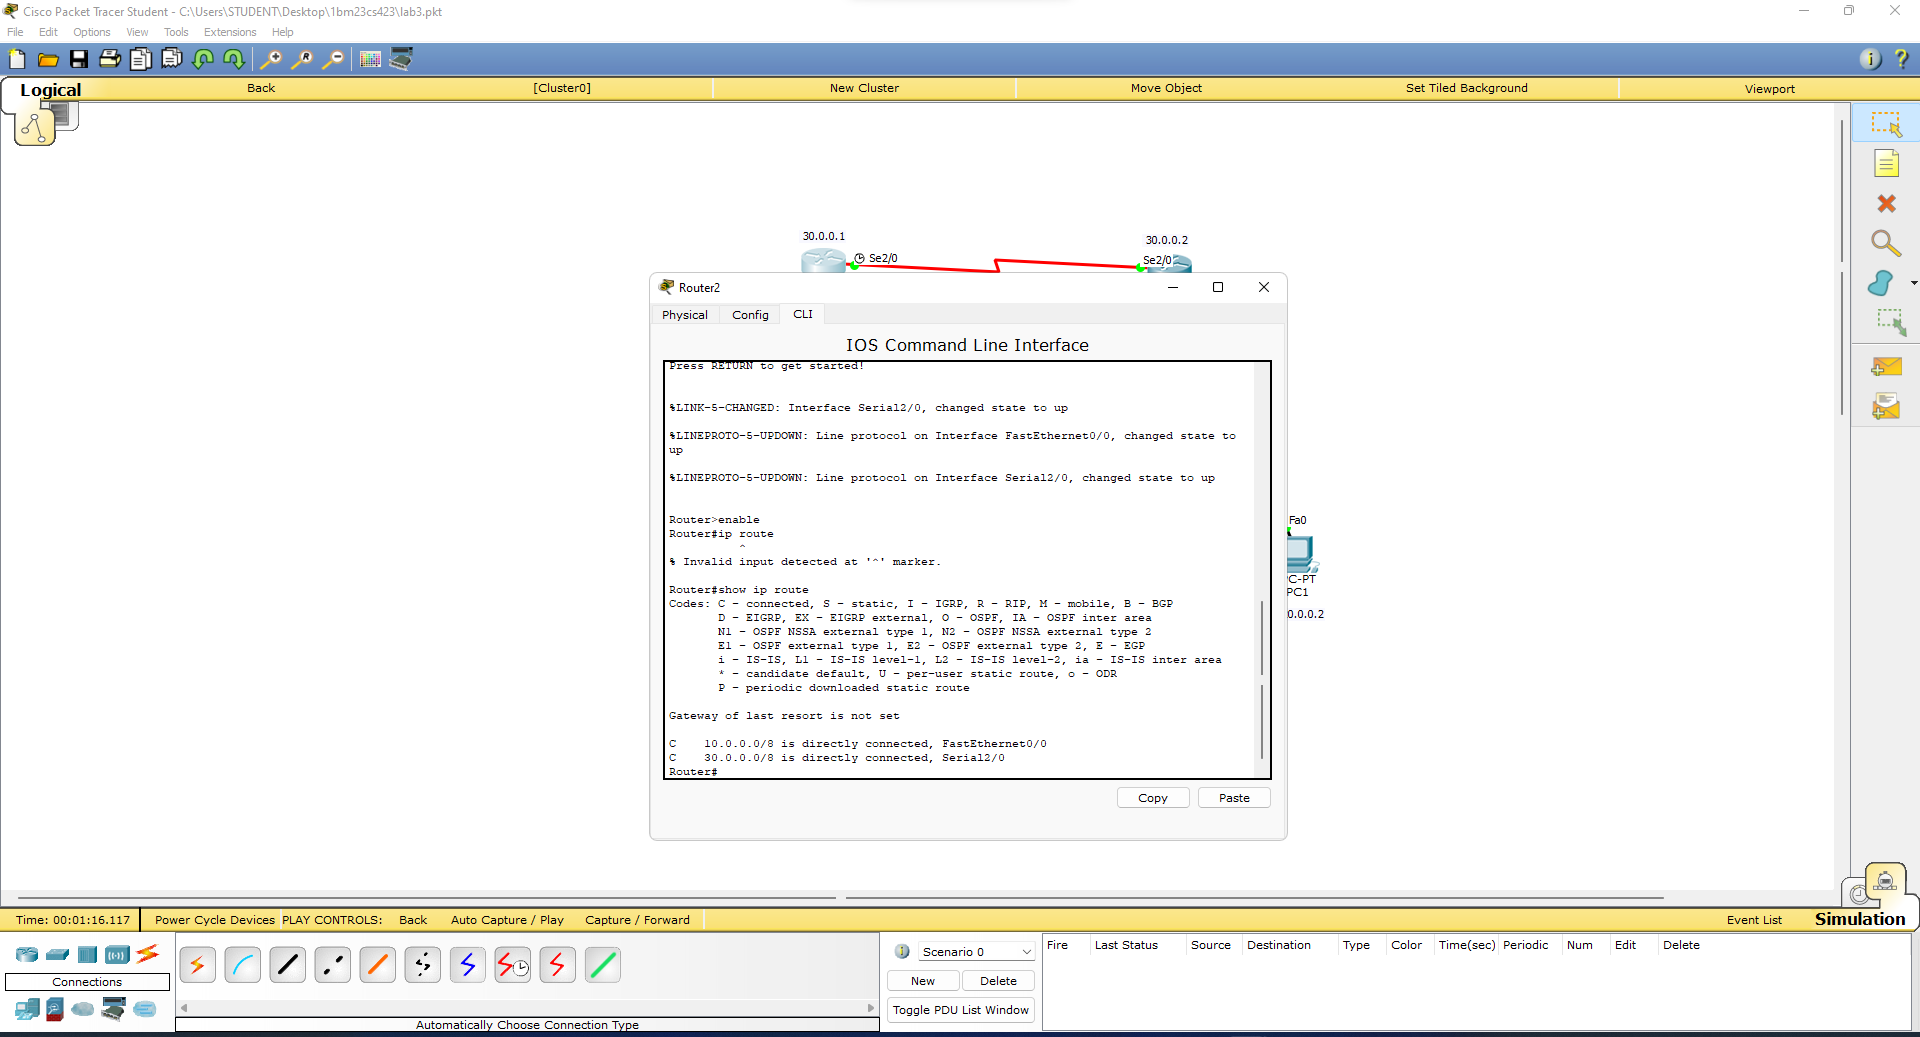 Cisco Packet Tracer Student - C:\Users\STUDENT\Desktop\1bm23cs423\lab3.pkt
File Edit Options View Tools Extensions Help
Logical Back [Cluster0] New Cluster Move Object Set Tiled Background Viewport
30.0.0.1
30.0.0.2
Se2/0
Se2/0
Router2
Physical Config CLI
IOS Command Line Interface
Press RETURN to get started!
%LINK-5-CHANGED: Interface Serial2/0, changed state to up
%LINEPROTO-5-UPDOWN: Line protocol on Interface FastEthernet0/0, changed state to
up
%LINEPROTO-5-UPDOWN: Line protocol on Interface Serial2/0, changed state to up
Router>enable
Router#ip route
^
% Invalid input detected at '^' marker.
Router#show ip route
Codes: C - connected, S - static, I - IGRP, R - RIP, M - mobile, B - BGP
D - EIGRP, EX - EIGRP external, O - OSPF, IA - OSPF inter area
N1 - OSPF NSSA external type 1, N2 - OSPF NSSA external type 2
E1 - OSPF external type 1, E2 - OSPF external type 2, E - EGP
i - IS-IS, L1 - IS-IS level-1, L2 - IS-IS level-2, ia - IS-IS inter area
* - candidate default, U - per-user static route, o - ODR
P - periodic downloaded static route
Gateway of last resort is not set
C 10.0.0.0/8 is directly connected, FastEthernet0/0
C 30.0.0.0/8 is directly connected, Serial2/0
Router#
Copy Paste
Fa0
C-PT
PC1
0.0.0.2
Time: 00:01:16.117 Power Cycle Devices PLAY CONTROLS: Back Auto Capture / Play Capture / Forward Event List Simulation
Connections
Automatically Choose Connection Type
Scenario 0
New Delete
Toggle PDU List Window
Fire Last Status Source Destination Type Color Time(sec) Periodic Num Edit Delete